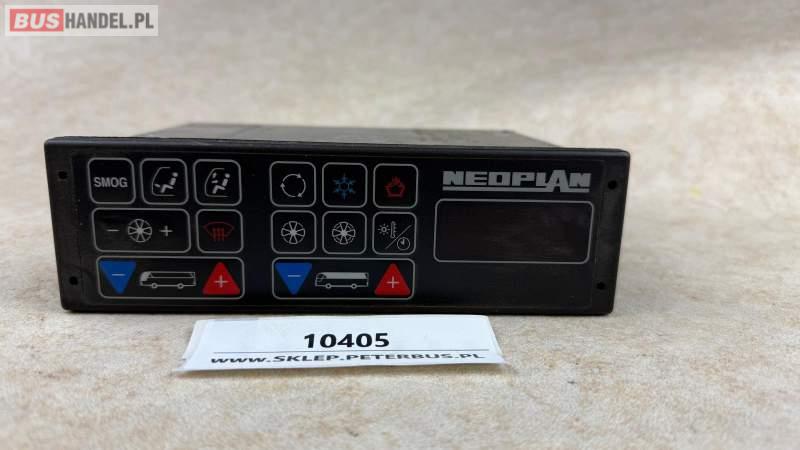 BUSHANDEL.PL
SMOG
NEOPLAN
- +
- +
- +
10405
WWW.SKLEP.PETERBUS.PL